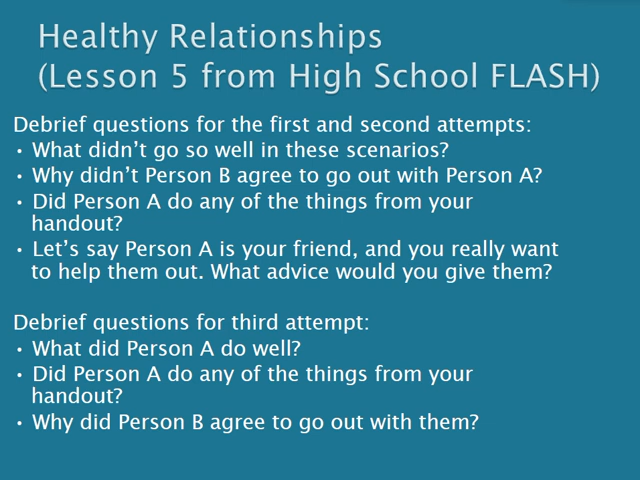 Healthy Relationships
(Lesson 5 from High School FLASH)
Debrief questions for the first and second attempts:
• What didn’t go so well in these scenarios?
• Why didn’t Person B agree to go out with Person A?
• Did Person A do any of the things from your
handout?
• Let’s say Person A is your friend, and you really want
to help them out. What advice would you give them?
Debrief questions for third attempt:
• What did Person A do well?
• Did Person A do any of the things from your
handout?
• Why did Person B agree to go out with them?